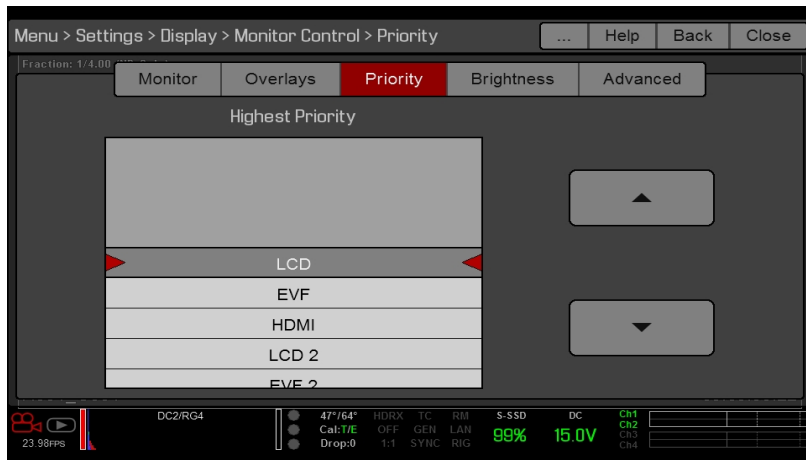 Menu > Settings > Display > Monitor Control > Priority ... Help Back Close
Fraction: 1/4.00
Monitor Overlays Priority Brightness Advanced
Highest Priority
LCD
EVF
HDMI
LCD 2
EVF 2
DC2/RG4 47°/64° HDRX TC RM S-SSD DC Ch1
Cal:T/E OFF GEN LAN 99% 15.0V Ch2
23.98FPS Drop:0 1:1 SYNC RIG Ch3
Ch4